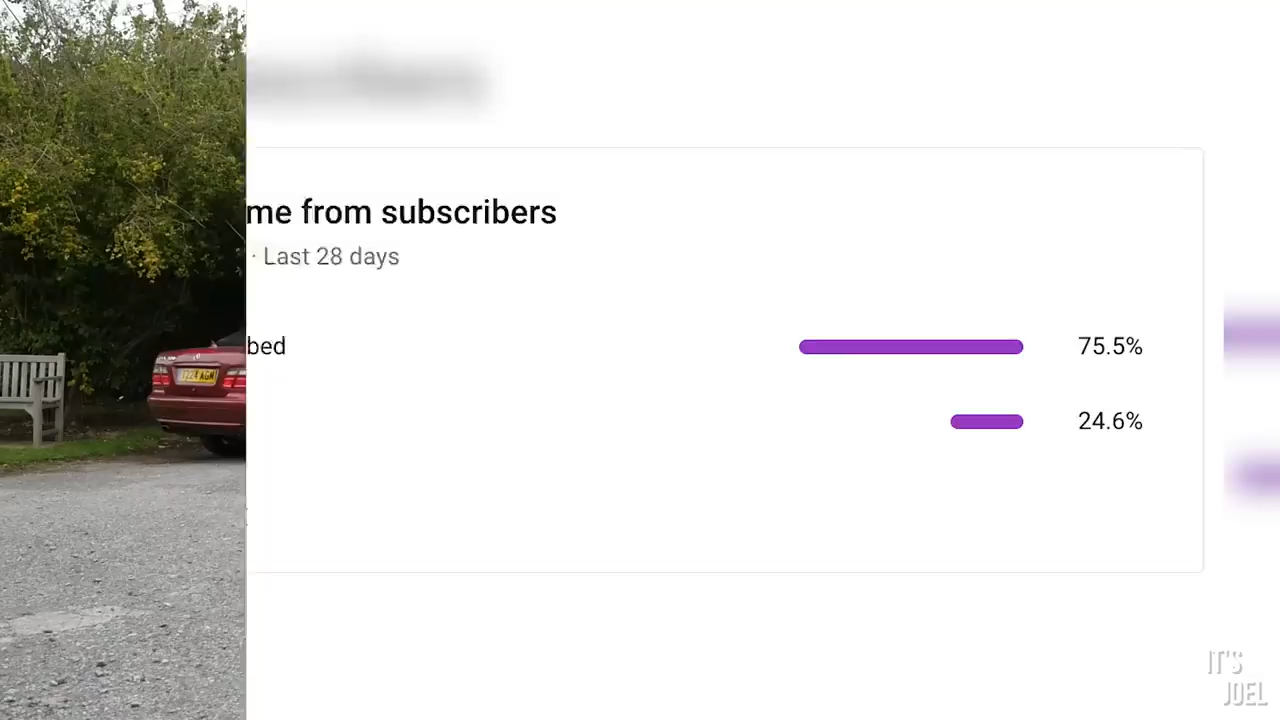 me from subscribers
· Last 28 days
bed
75.5%
24.6%
IT'S
JOEL